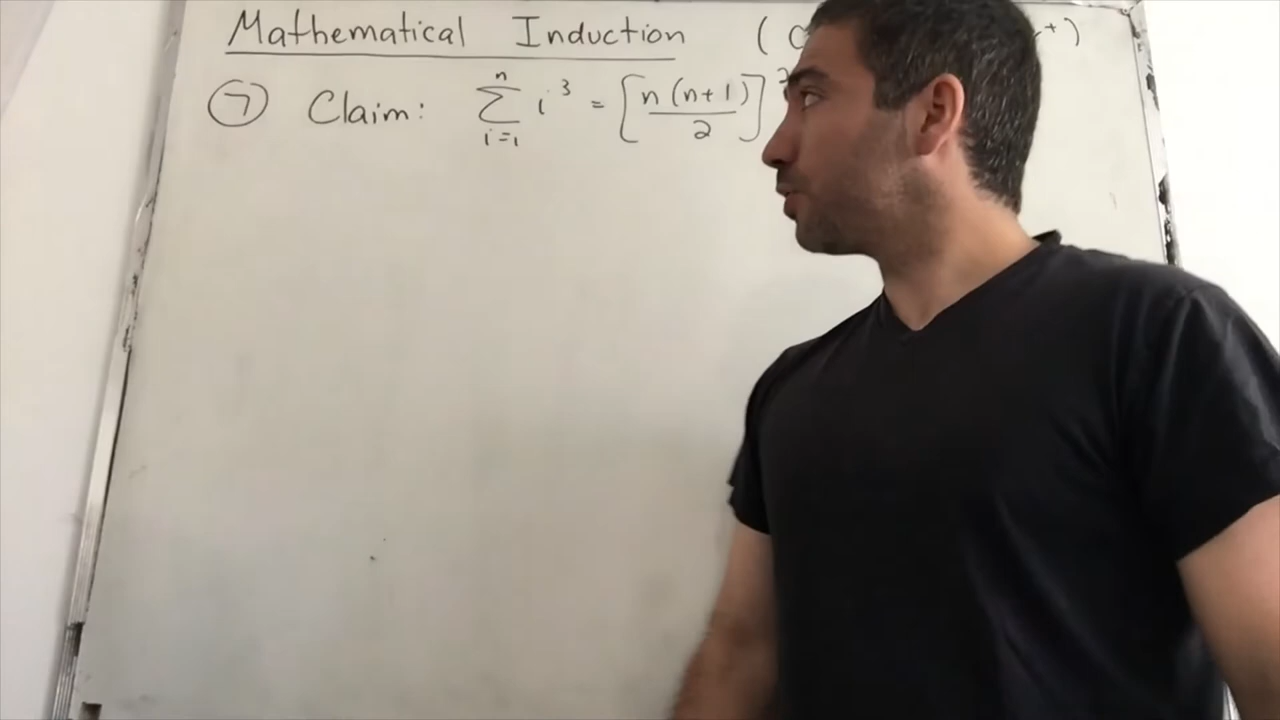 Mathematical Induction ( +)
⑦ Claim: ∑_{i=1}^{n} i³ = [n(n+1)/2]²